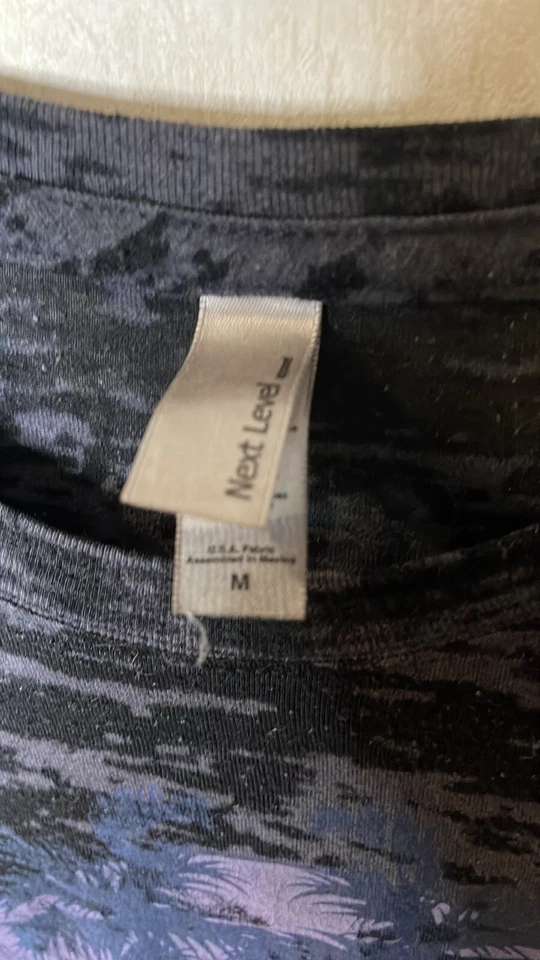 Next Level
U.S.A. Fabric
Assembled in Mexico
M